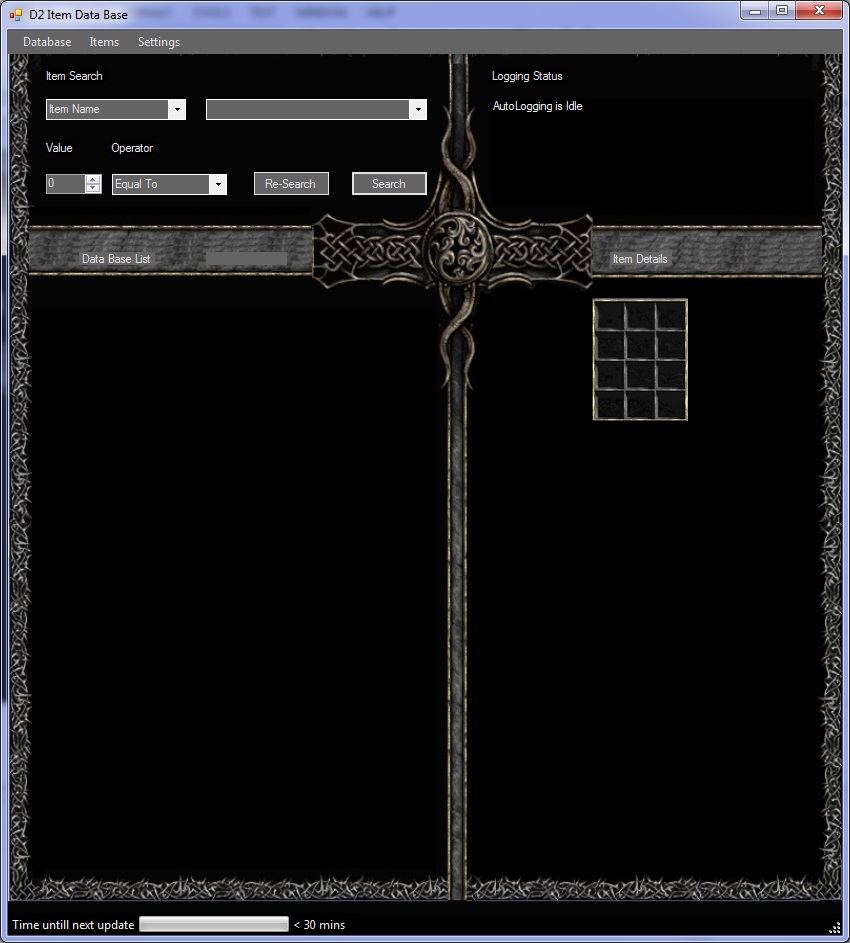 D2 Item Data Base
Database Items Settings
Item Search
Logging Status
Item Name
AutoLogging is Idle
Value Operator
0 Equal To Re-Search Search
Data Base List
Item Details
Time untill next update < 30 mins